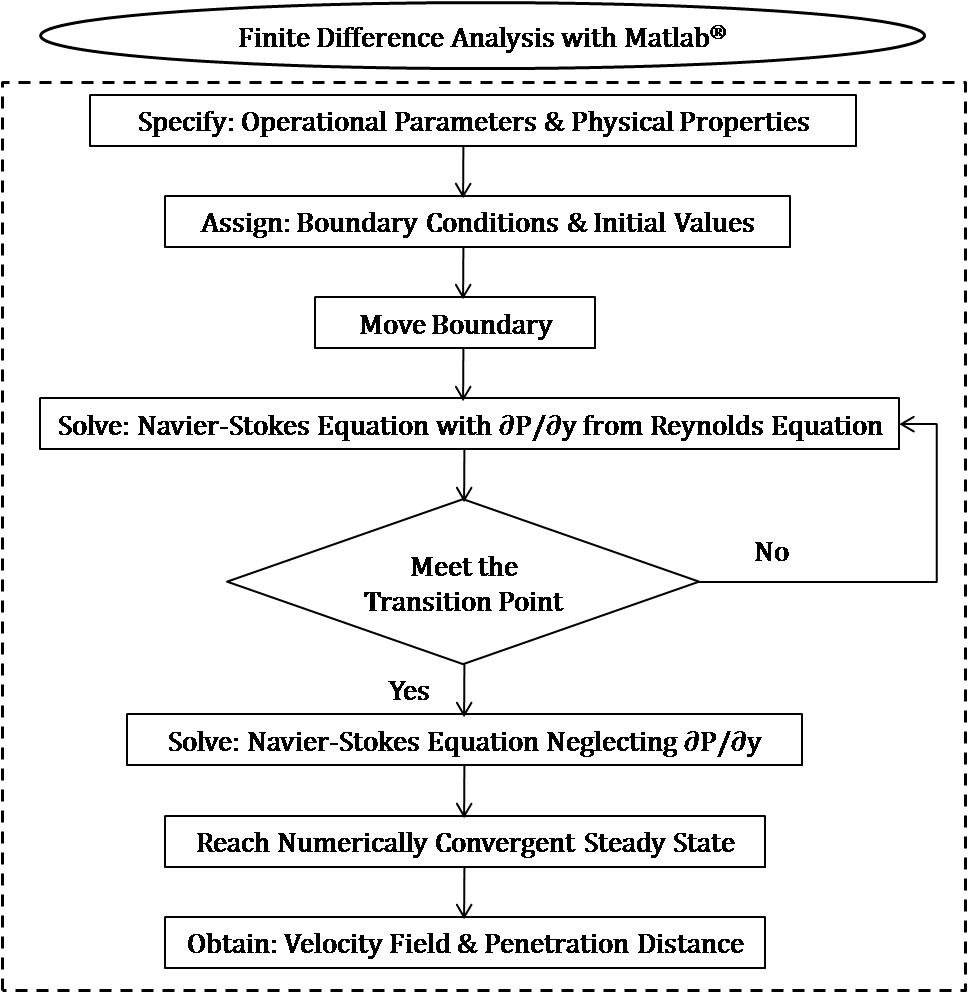 Finite Difference Analysis with Matlab®
Specify: Operational Parameters & Physical Properties
Assign: Boundary Conditions & Initial Values
Move Boundary
Solve: Navier-Stokes Equation with ∂P/∂y from Reynolds Equation
Meet the
Transition Point
No
Yes
Solve: Navier-Stokes Equation Neglecting ∂P/∂y
Reach Numerically Convergent Steady State
Obtain: Velocity Field & Penetration Distance